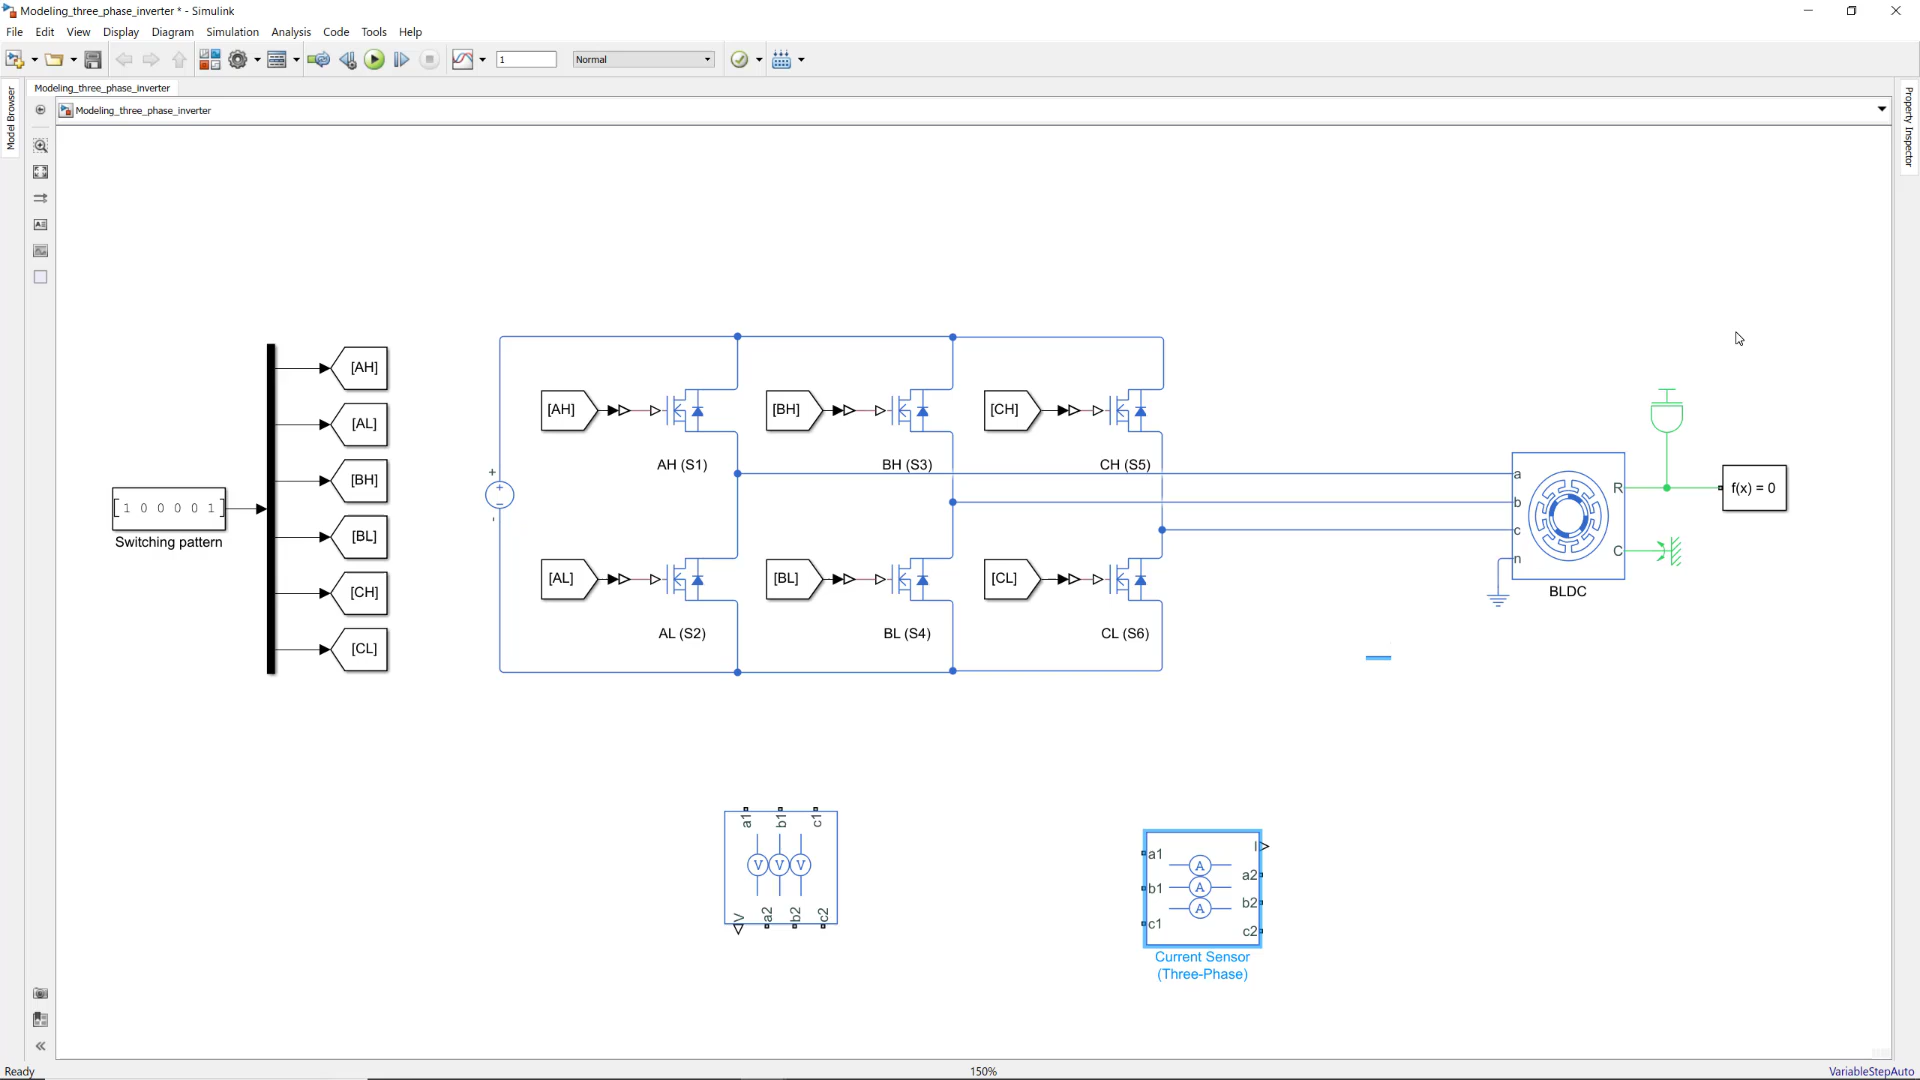 Modeling_three_phase_inverter * - Simulink
File Edit View Display Diagram Simulation Analysis Code Tools Help
1 Normal
Model Browser
Modeling_three_phase_inverter
Property Inspector
Modeling_three_phase_inverter
[AH]
[AL]
[BH]
[BL]
[CH]
[CL]
[1 0 0 0 0 1]
Switching pattern
+
-
[AH] [BH] [CH]
AH (S1) BH (S3) CH (S5)
[AL] [BL] [CL]
AL (S2) BL (S4) CL (S6)
a
b
c
n
R
C
BLDC
f(x) = 0
a1 b1 c1
V V V
V a2 b2 c2
a1
b1
c1
A
A
A
I
a2
b2
c2
Current Sensor
(Three-Phase)
Ready 150% VariableStepAuto